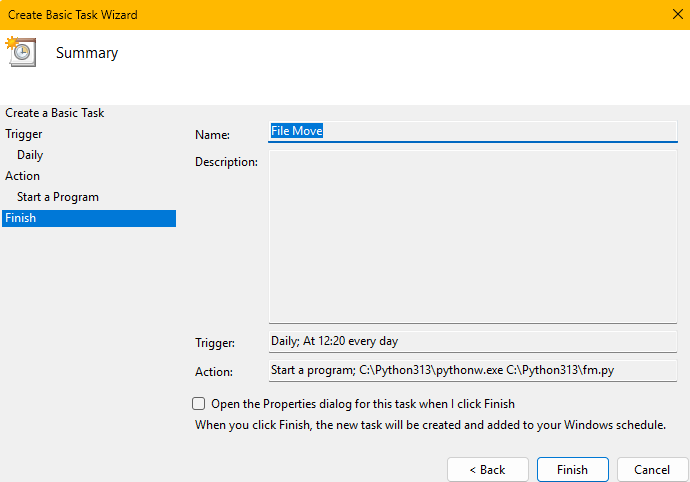 Create Basic Task Wizard
Summary
Create a Basic Task
Trigger
Daily
Action
Start a Program
Finish
Name: File Move
Description:
Trigger: Daily; At 12:20 every day
Action: Start a program; C:\Python313\pythonw.exe C:\Python313\fm.py
Open the Properties dialog for this task when I click Finish
When you click Finish, the new task will be created and added to your Windows schedule.
< Back Finish Cancel